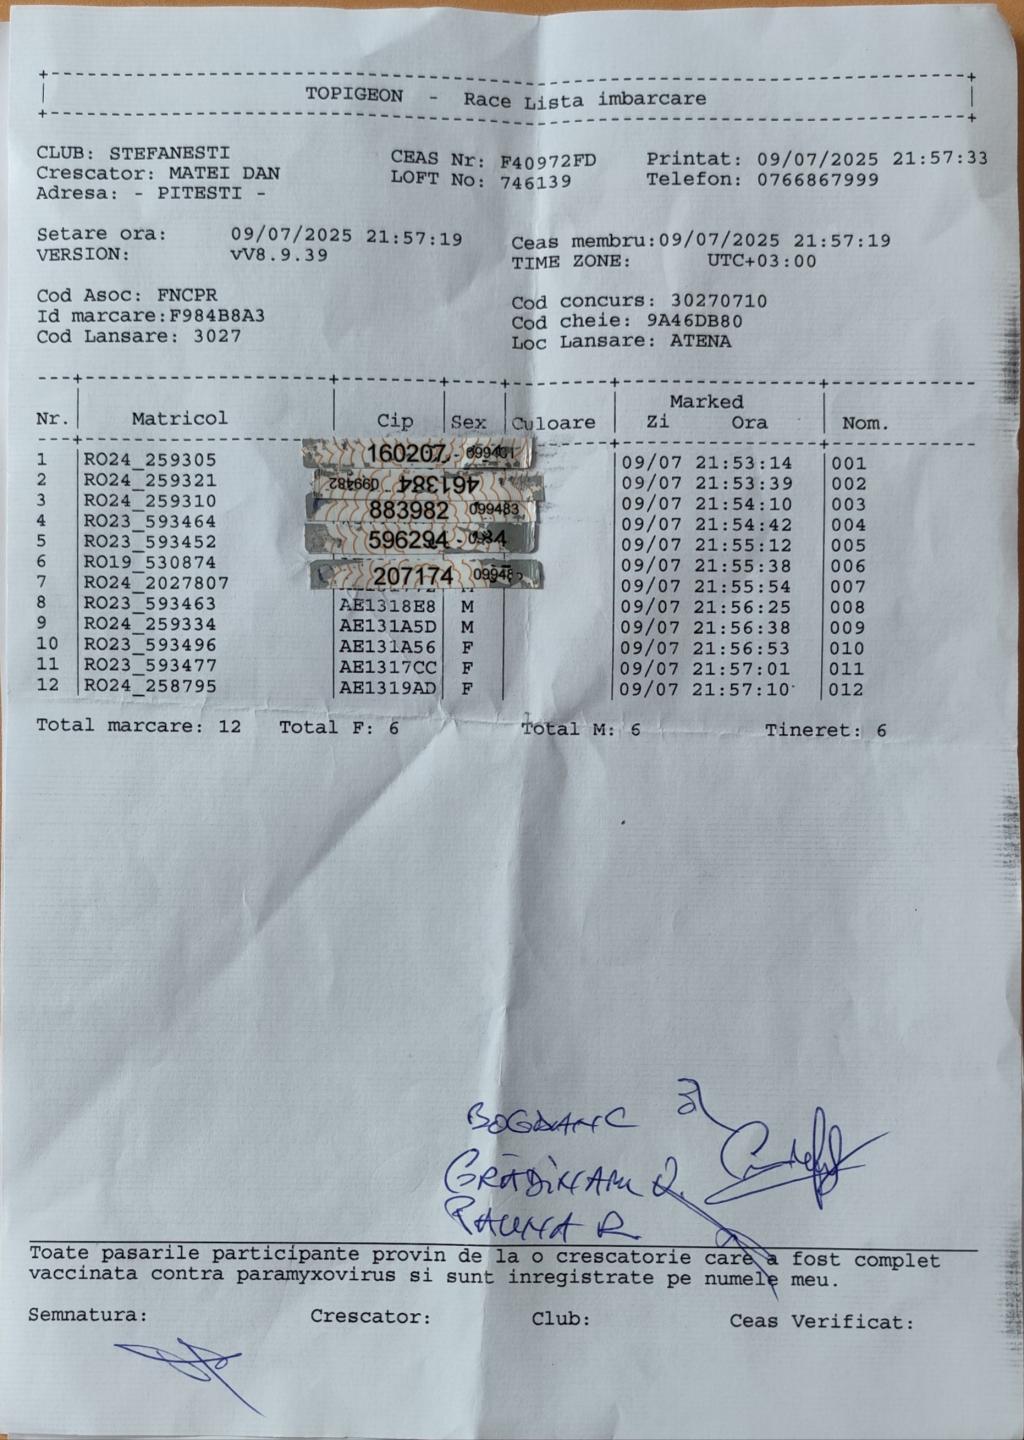 TOPIGEON - Race Lista imbarcare
CLUB: STEFANESTI CEAS Nr: F40972FD Printat: 09/07/2025 21:57:33
Crescator: MATEI DAN LOFT No: 746139 Telefon: 0766867999
Adresa: - PITESTI -
Setare ora: 09/07/2025 21:57:19 Ceas membru:09/07/2025 21:57:19
VERSION: vV8.9.39 TIME ZONE: UTC+03:00
Cod Asoc: FNCPR Cod concurs: 30270710
Id marcare:F984B8A3 Cod cheie: 9A46DB80
Cod Lansare: 3027 Loc Lansare: ATENA
Marked
Nr. Matricol Cip Sex Culoare Zi Ora Nom.
1 RO24_259305 160207 09/07 21:53:14 001
2 RO24_259321 461384 - 099482 09/07 21:53:39 002
3 RO24_259310 883982 099483 09/07 21:54:10 003
4 RO23_593464 09/07 21:54:42 004
5 RO23_593452 596294 09/07 21:55:12 005
6 RO19_530874 09/07 21:55:38 006
7 RO24_2027807 207174 09/07 21:55:54 007
8 RO23_593463 AE1318E8 M 09/07 21:56:25 008
9 RO24_259334 AE131A5D M 09/07 21:56:38 009
10 RO23_593496 AE131A56 F 09/07 21:56:53 010
11 RO23_593477 AE1317CC F 09/07 21:57:01 011
12 RO24_258795 AE1319AD F 09/07 21:57:10 012
Total marcare: 12 Total F: 6 Total M: 6 Tineret: 6
BOGDAN C
PAUNA R
Toate pasarile participante provin de la o crescatorie care a fost complet
vaccinata contra paramyxovirus si sunt inregistrate pe numele meu.
Semnatura: Crescator: Club: Ceas Verificat: